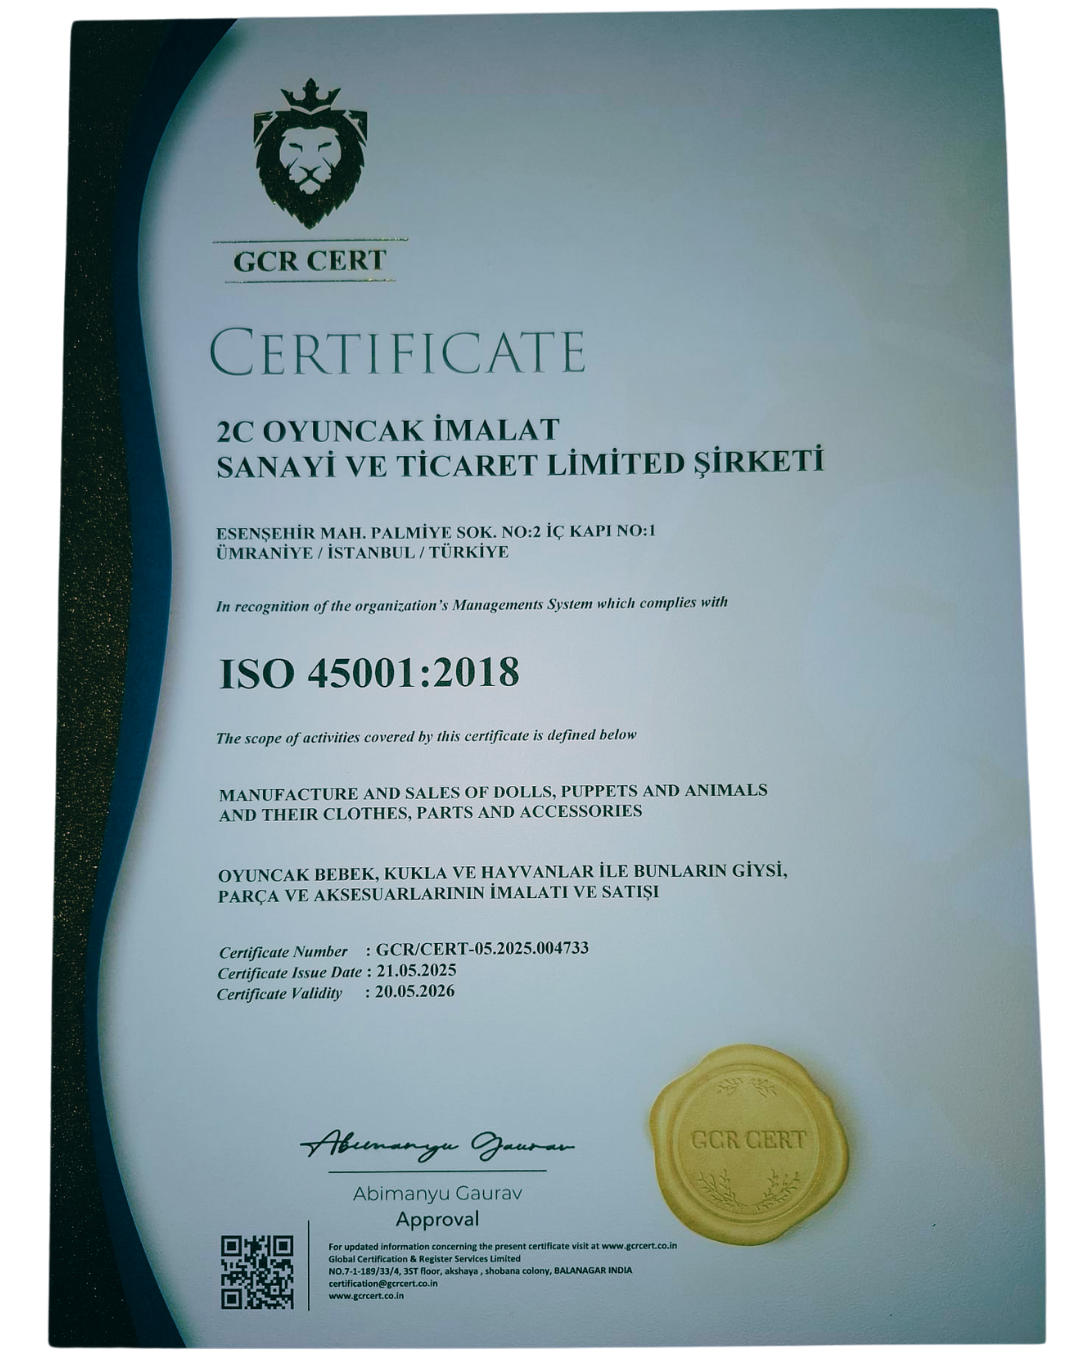 GCR CERT
CERTIFICATE
2C OYUNCAK İMALAT
SANAYİ VE TİCARET LİMİTED ŞİRKETİ
ESENŞEHİR MAH. PALMİYE SOK. NO:2 İÇ KAPI NO:1
ÜMRANİYE / İSTANBUL / TÜRKİYE
In recognition of the organization's Managements System which complies with
ISO 45001:2018
The scope of activities covered by this certificate is defined below
MANUFACTURE AND SALES OF DOLLS, PUPPETS AND ANIMALS
AND THEIR CLOTHES, PARTS AND ACCESSORIES
OYUNCAK BEBEK, KUKLA VE HAYVANLAR İLE BUNLARIN GİYSİ,
PARÇA VE AKSESUARLARININ İMALATI VE SATIŞI
Certificate Number : GCR/CERT-05.2025.004733
Certificate Issue Date : 21.05.2025
Certificate Validity : 20.05.2026
GCR CERT
Abimanyu Gaurav
Abimanyu Gaurav
Approval
For updated information concerning the present certificate visit at www.gcrcert.co.in
Global Certification & Register Services Limited
NO.7-1-189/33/4, 3ST floor, akshaya , shobana colony, BALANAGAR INDIA
certification@gcrcert.co.in
www.gcrcert.co.in